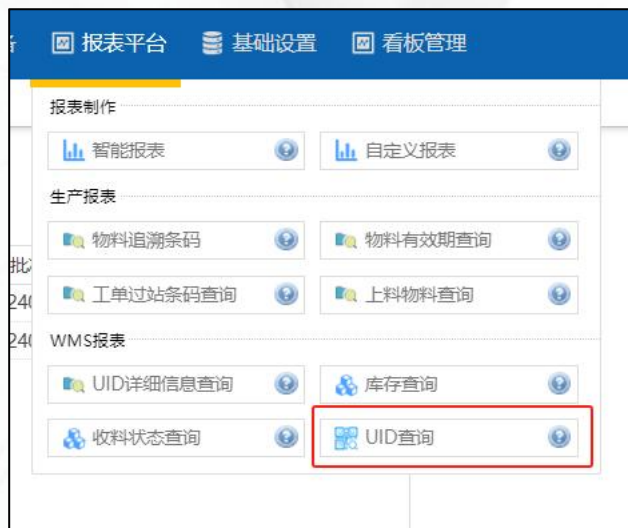 报表平台 基础设置 看板管理
报表制作
智能报表 自定义报表
生产报表
物料追溯条码 物料有效期查询
工单过站条码查询 上料物料查询
WMS报表
UID详细信息查询 库存查询
收料状态查询 UID查询
批
240
240